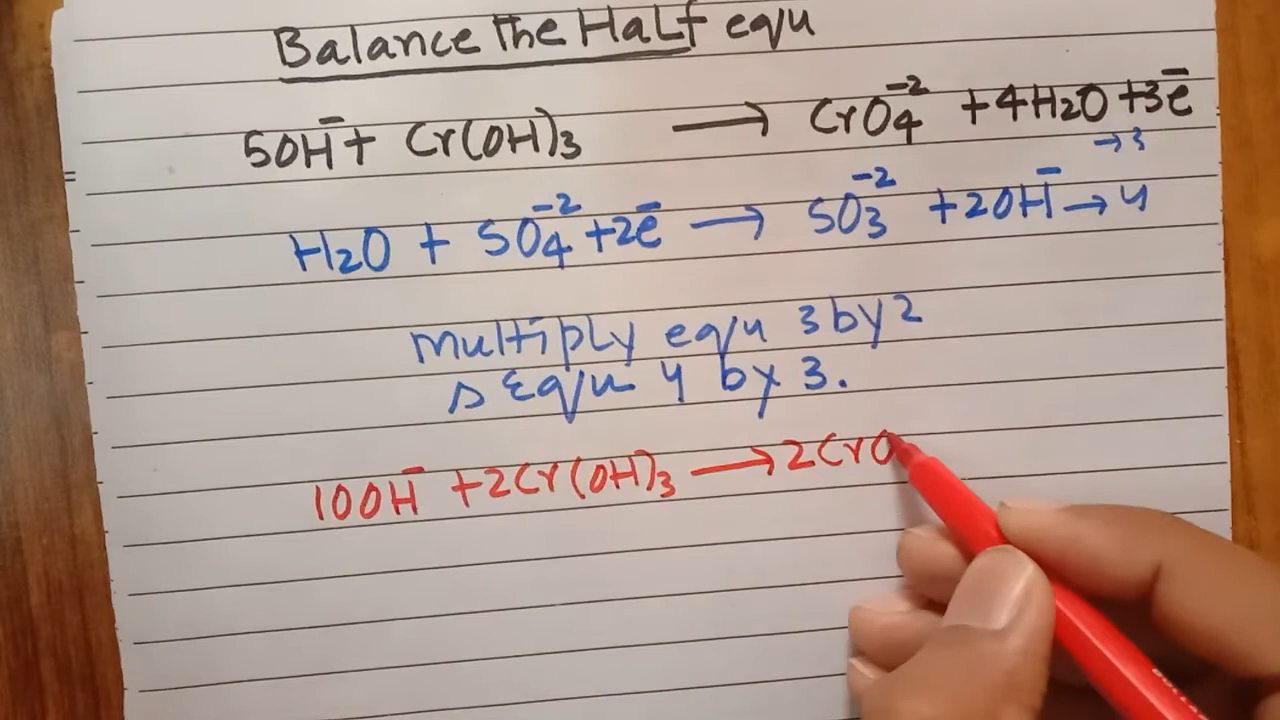 Balance the Half equ
5OH⁻ + Cr(OH)3 → CrO4⁻² + 4H2O + 3e⁻
→ 3
H2O + SO4⁻² + 2e⁻ → SO3⁻² + 2OH⁻ → 4
Multiply equ 3 by 2
s Equ 4 by 3.
10OH⁻ + 2Cr(OH)3 → 2CrO